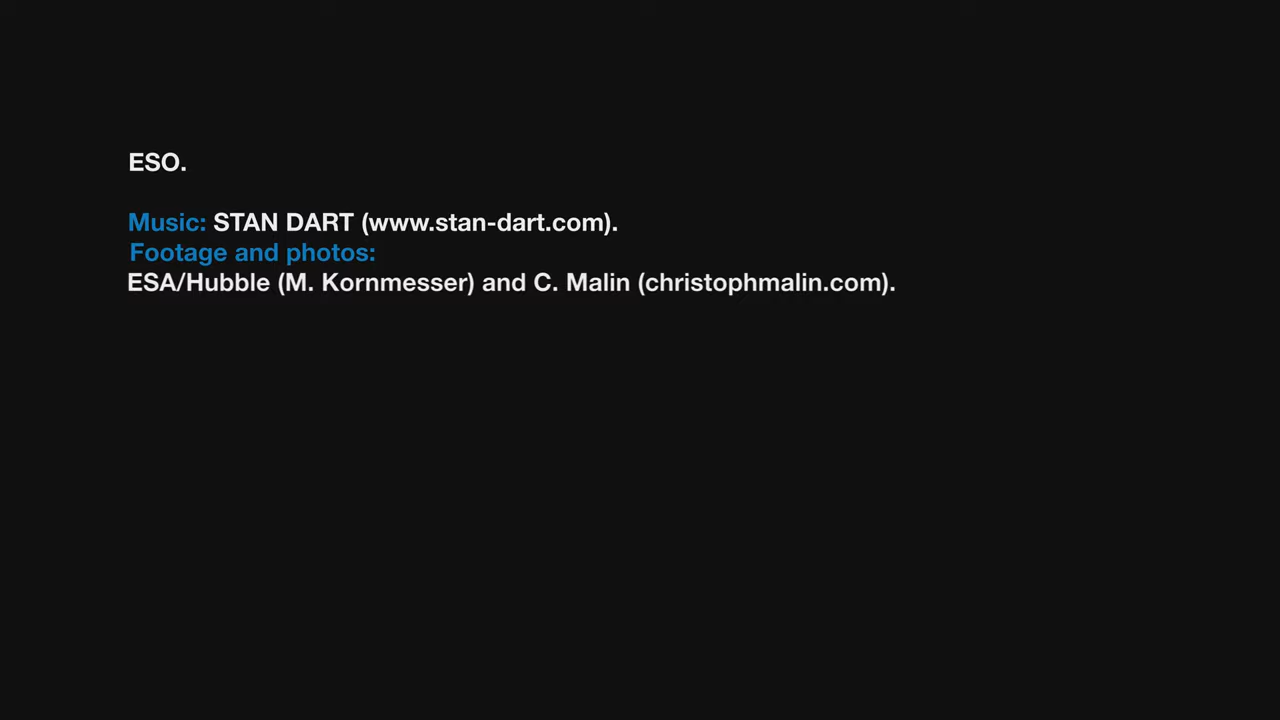 ESO.
Music: STAN DART (www.stan-dart.com).
Footage and photos:
ESA/Hubble (M. Kornmesser) and C. Malin (christophmalin.com).